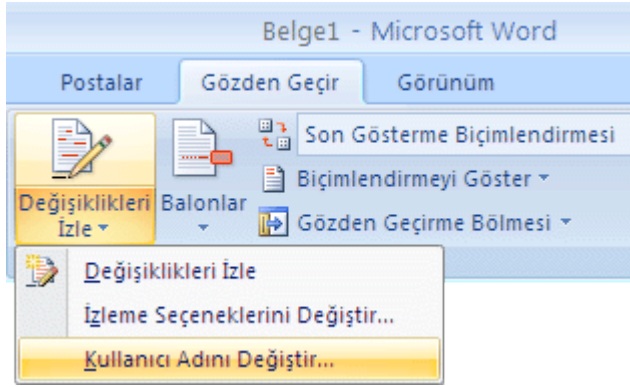 Belge1 - Microsoft Word
Postalar Gözden Geçir Görünüm
Son Gösterme Biçimlendirmesi
Biçimlendirmeyi Göster
Gözden Geçirme Bölmesi
Değişiklikleri
İzle
Balonlar
Değişiklikleri İzle
İzleme Seçeneklerini Değiştir...
Kullanıcı Adını Değiştir...